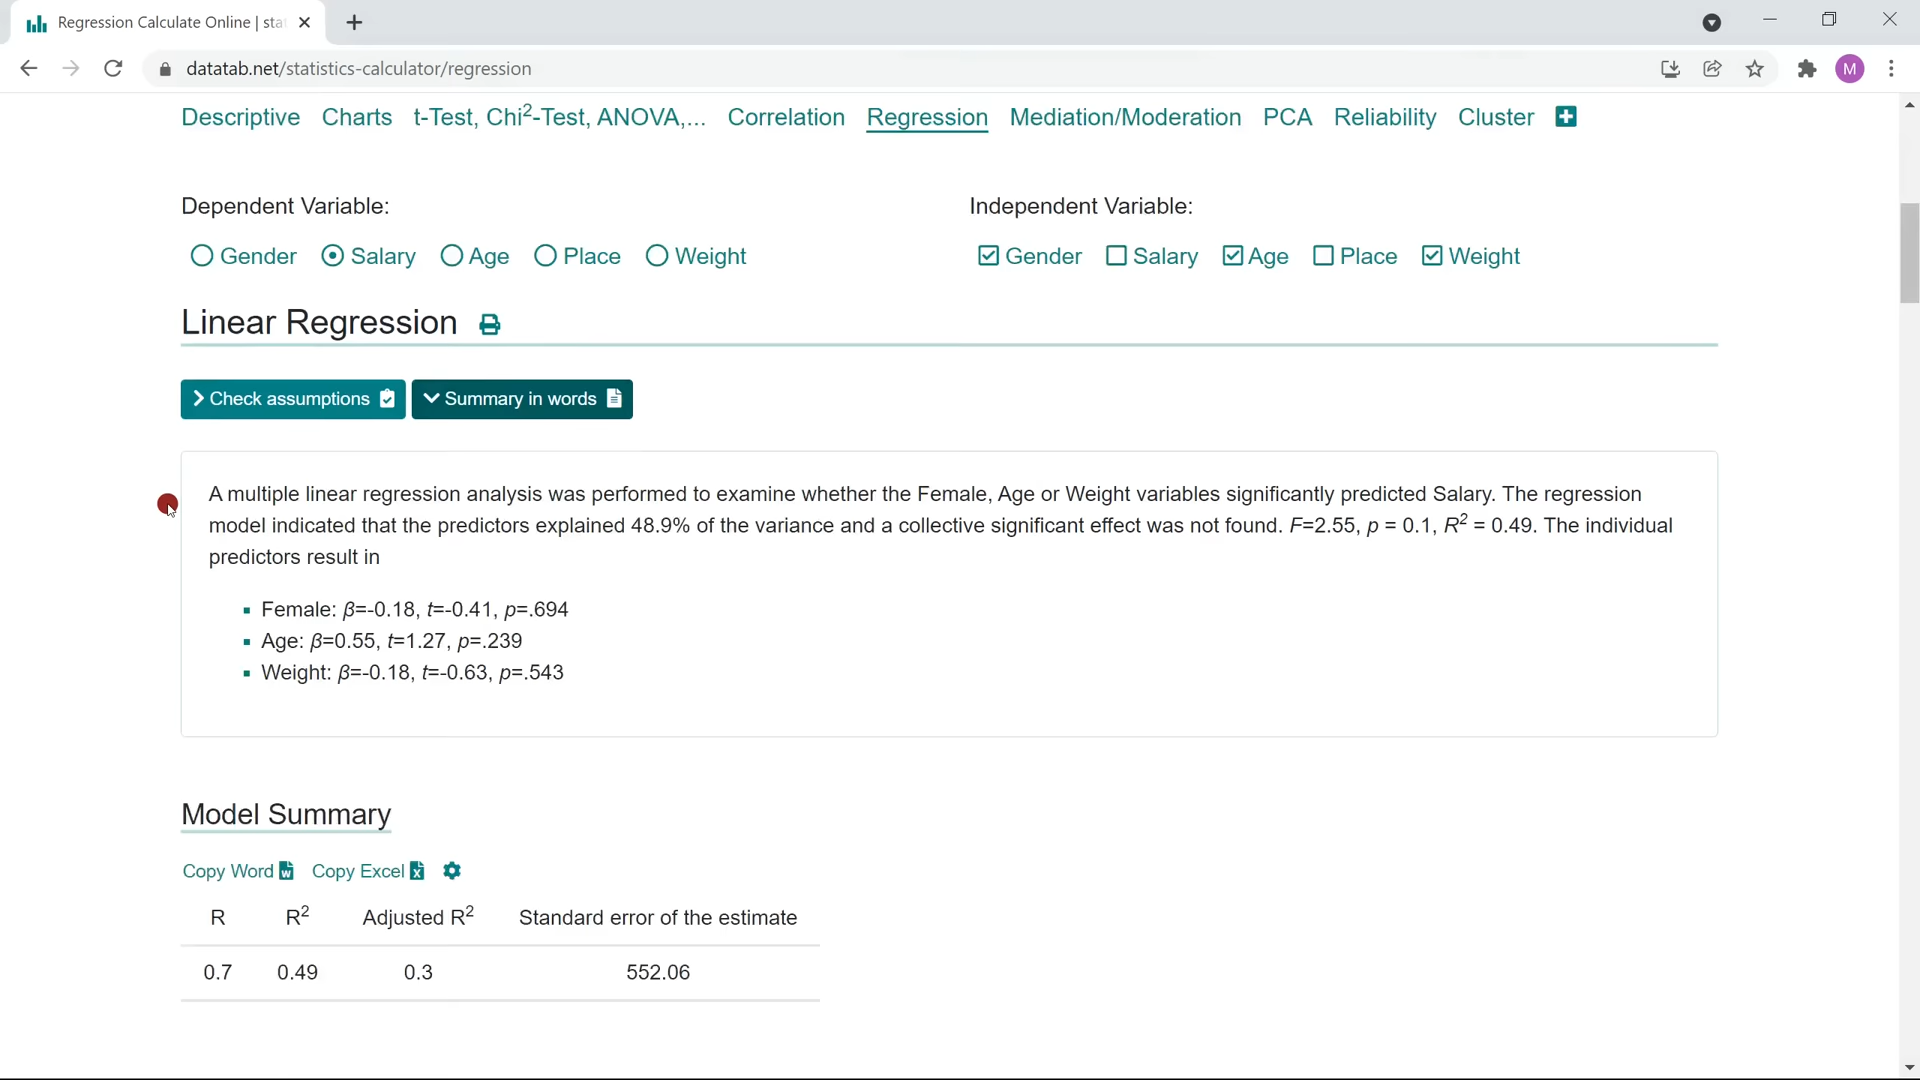 Regression Calculate Online | sta
datatab.net/statistics-calculator/regression
M
Descriptive Charts t-Test, Chi²-Test, ANOVA,... Correlation Regression Mediation/Moderation PCA Reliability Cluster
Dependent Variable:
Gender Salary Age Place Weight
Independent Variable:
Gender Salary Age Place Weight
Linear Regression
Check assumptions Summary in words
A multiple linear regression analysis was performed to examine whether the Female, Age or Weight variables significantly predicted Salary. The regression
model indicated that the predictors explained 48.9% of the variance and a collective significant effect was not found. F=2.55, p = 0.1, R² = 0.49. The individual
predictors result in
Female: β=-0.18, t=-0.41, p=.694
Age: β=0.55, t=1.27, p=.239
Weight: β=-0.18, t=-0.63, p=.543
Model Summary
Copy Word Copy Excel
R R² Adjusted R² Standard error of the estimate
0.7 0.49 0.3 552.06